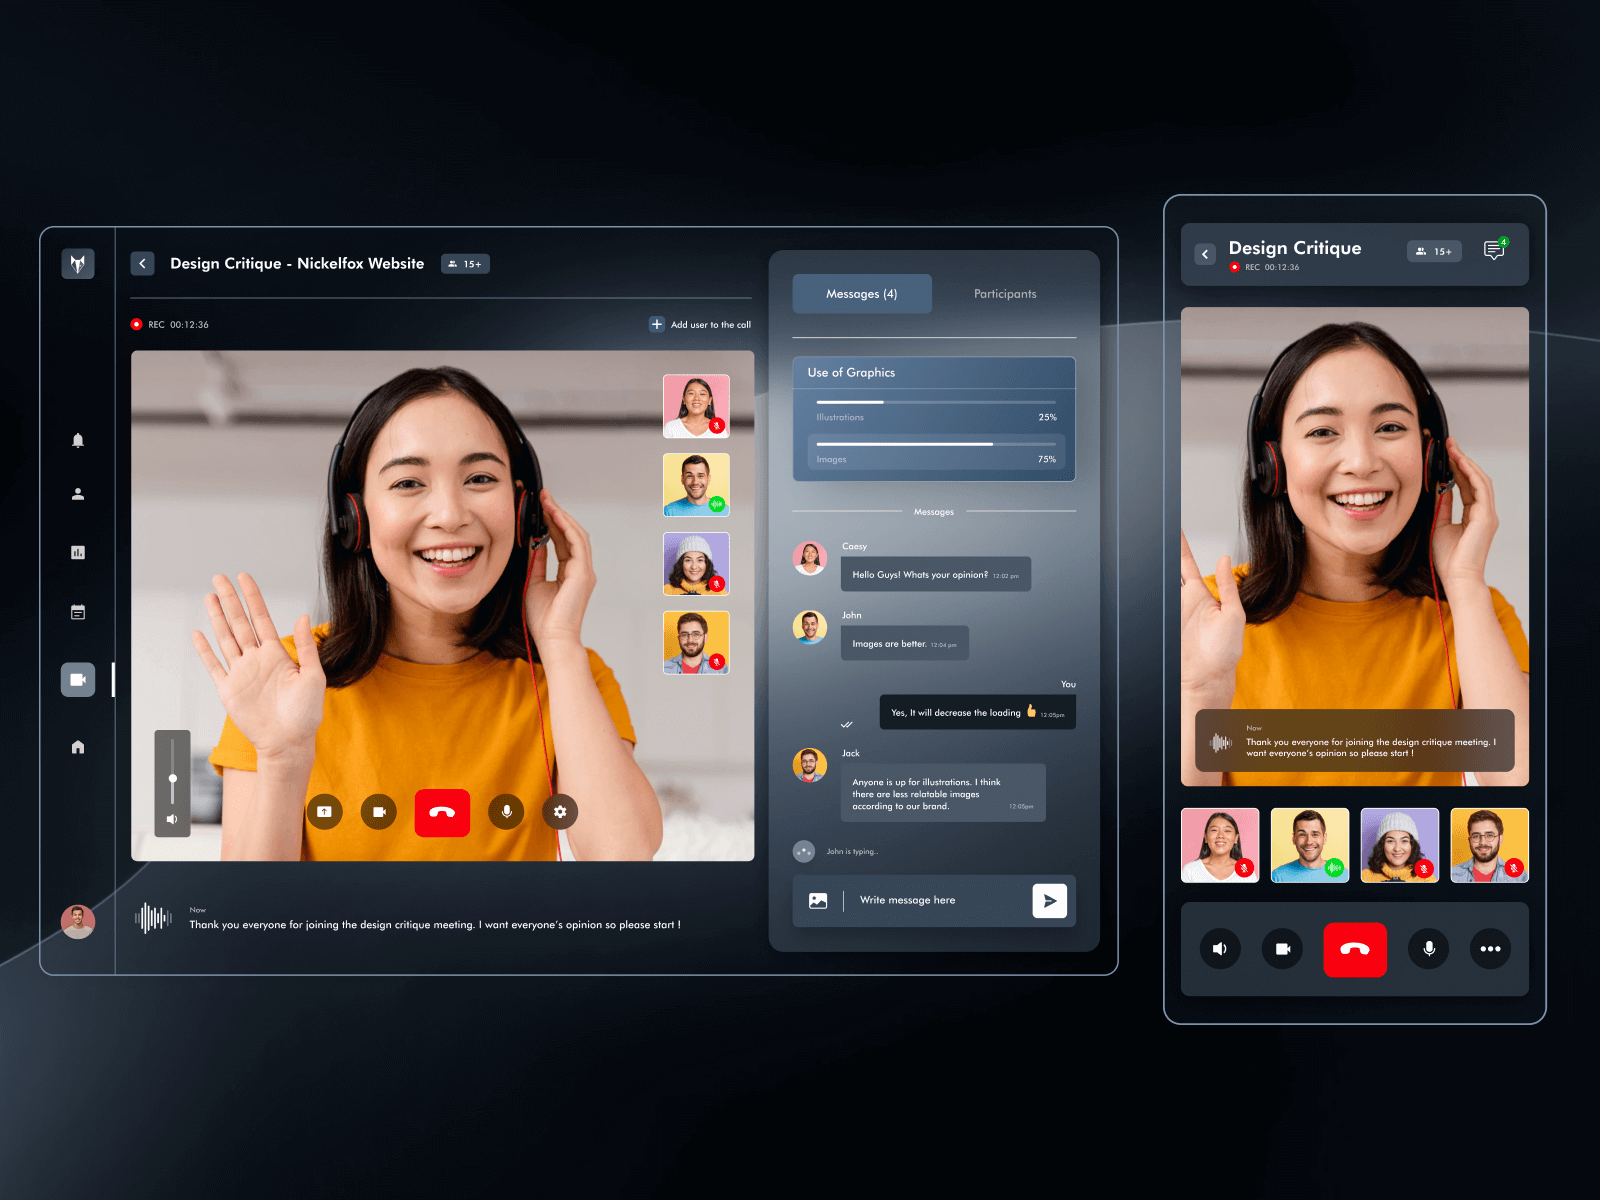 Design Critique - Nickelfox Website
15+
REC 00:12:36
Add user to the call
Now
Thank you everyone for joining the design critique meeting. I want everyone's opinion so please start !
Messages (4)
Participants
Use of Graphics
Illustrations
25%
Images
75%
Messages
Caesy
Hello Guys! Whats your opinion? 12:02 pm
John
Images are better. 12:04 pm
You
Yes, It will decrease the loading 👍 12:05pm
Jack
Anyone is up for illustrations. I think
there are less relatable images
according to our brand. 12:05pm
John is typing..
Write message here
Design Critique
REC 00:12:36
15+
4
Now
Thank you everyone for joining the design critique meeting. I
want everyone's opinion so please start !